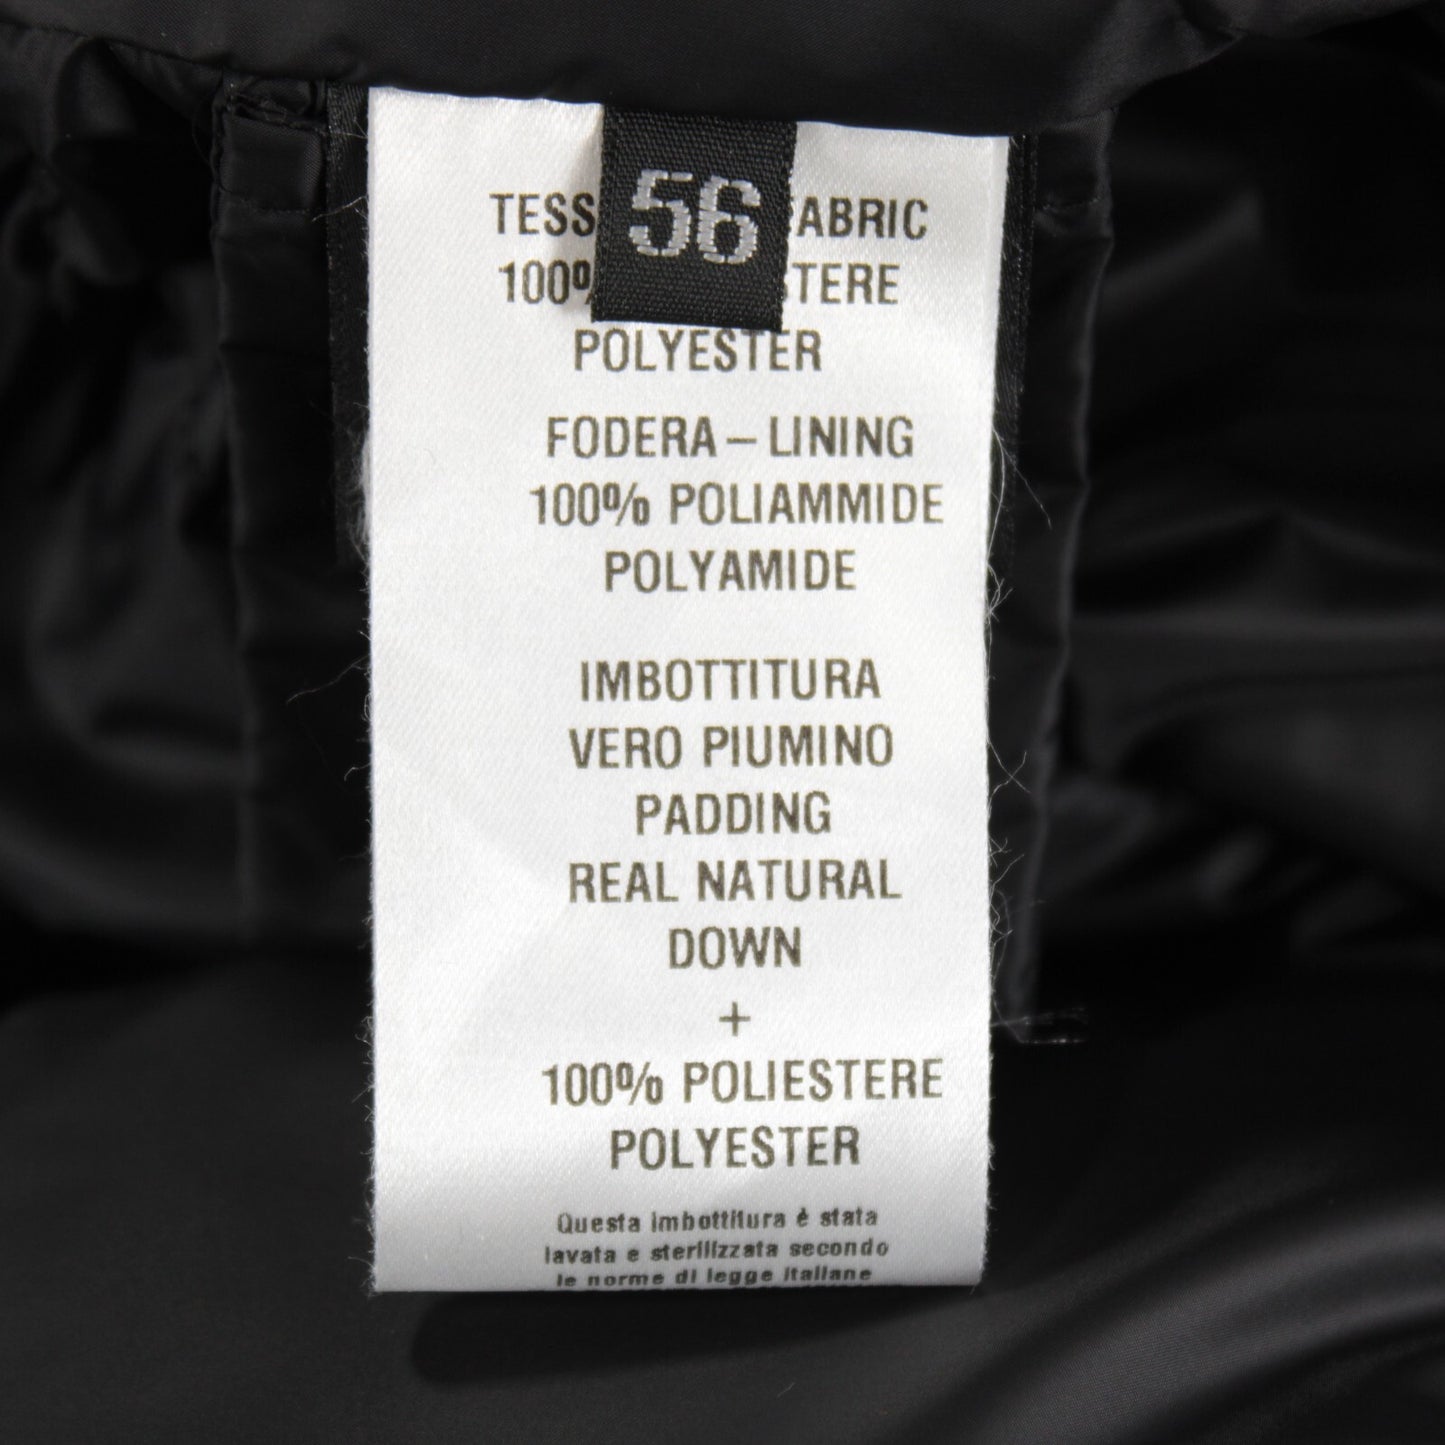 56
TESS ABRIC
100% TERE
POLYESTER
FODERA – LINING
100% POLIAMMIDE
POLYAMIDE
IMBOTTITURA
VERO PIUMINO
PADDING
REAL NATURAL
DOWN
+
100% POLIESTERE
POLYESTER
Questa imbottitura è stata
lavata e sterilizzata secondo
le norme di legge italiane